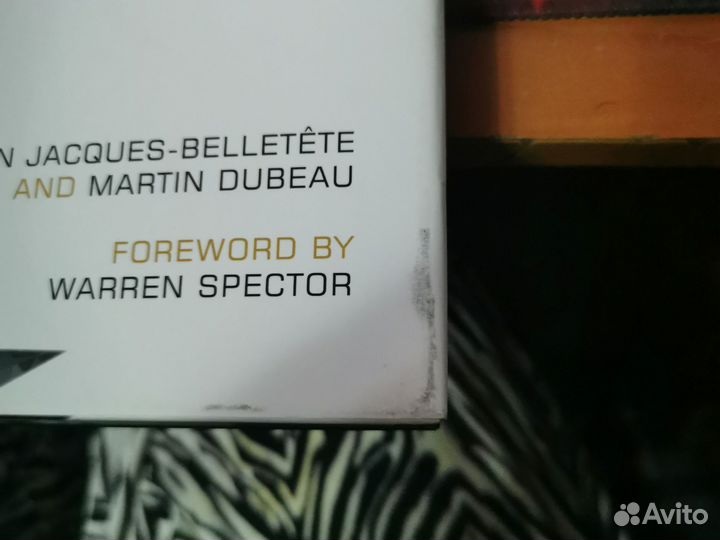 N JACQUES-BELLETÊTE
AND MARTIN DUBEAU
FOREWORD BY
WARREN SPECTOR
Avito